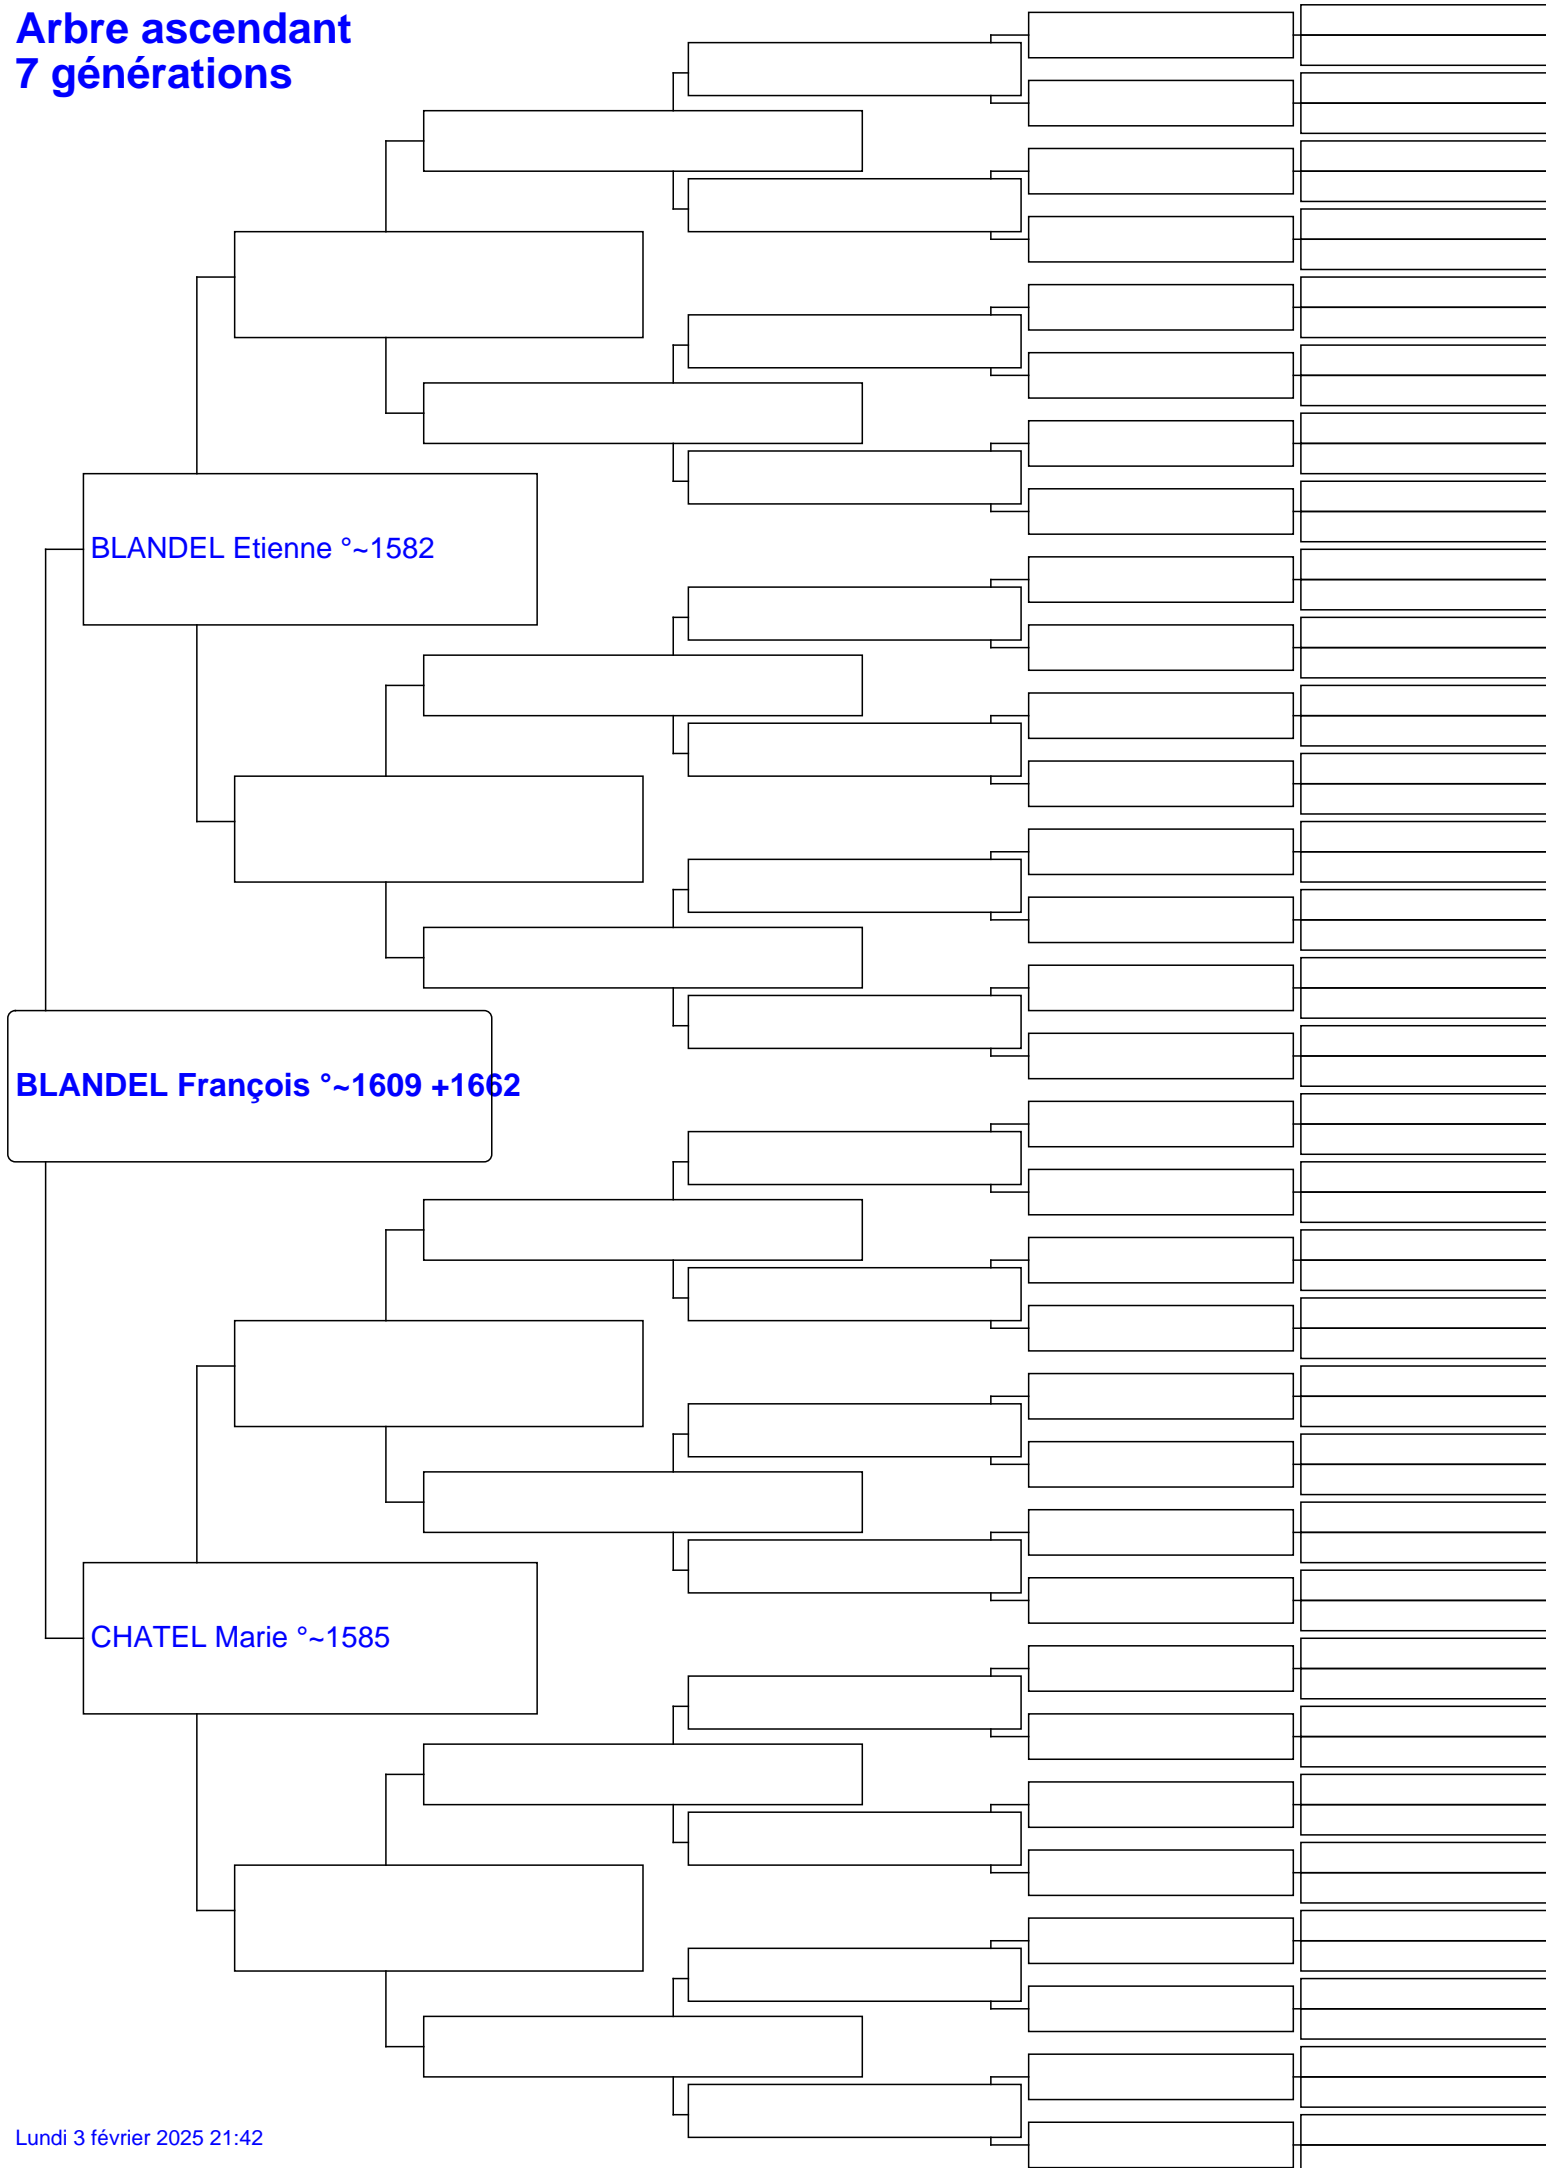 Arbre ascendant
7 générations
BLANDEL Etienne °~1582
BLANDEL François °~1609 +1662
CHATEL Marie °~1585
Lundi 3 février 2025 21:42